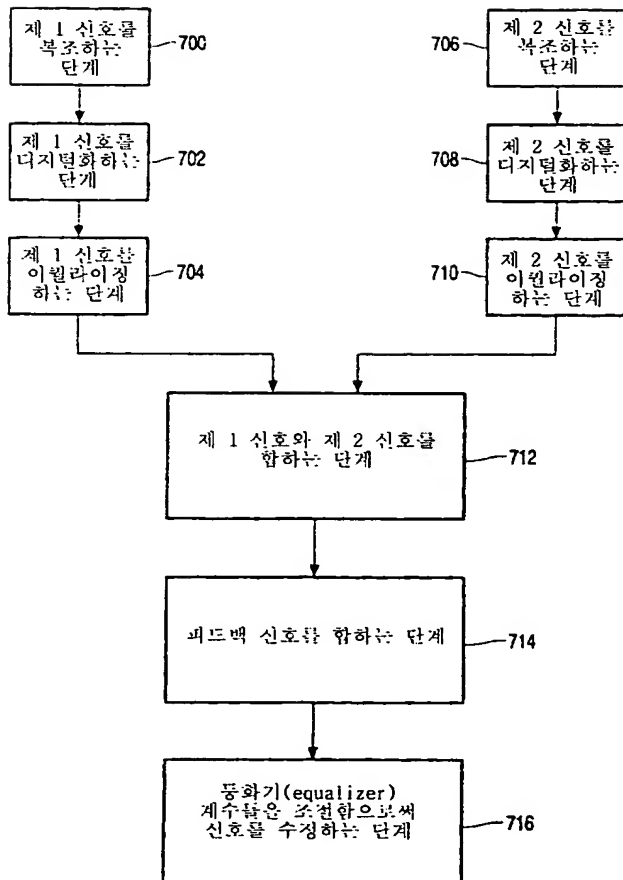 제 1 신호를
복조하는
단계
700
제 1 신호를
디지털화하는
단계
702
제 1 신호를
이퀄라이징
하는 단계
704
제 2 신호를
복조하는
단계
706
제 2 신호를
디지털화하는
단계
708
제 2 신호를
이퀄라이징
하는 단계
710
제 1 신호와 제 2 신호를
합하는 단계
712
피드백 신호를 합하는 단계
714
등화기(equalizer)
계수들을 조절함으로써
신호를 수정하는 단계
716